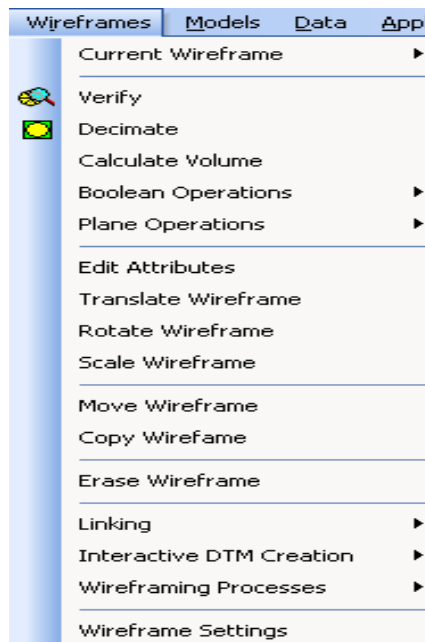 Wireframes Models Data App
Current Wireframe
Verify
Decimate
Calculate Volume
Boolean Operations
Plane Operations
Edit Attributes
Translate Wireframe
Rotate Wireframe
Scale Wireframe
Move Wireframe
Copy Wirefame
Erase Wireframe
Linking
Interactive DTM Creation
Wireframing Processes
Wireframe Settings